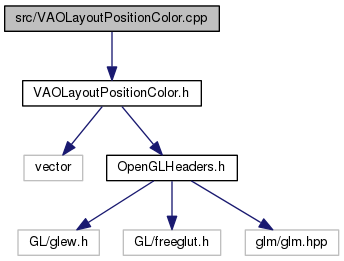 src/VAOLayoutPositionColor.cpp
VAOLayoutPositionColor.h
vector
OpenGLHeaders.h
GL/glew.h
GL/freeglut.h
glm/glm.hpp